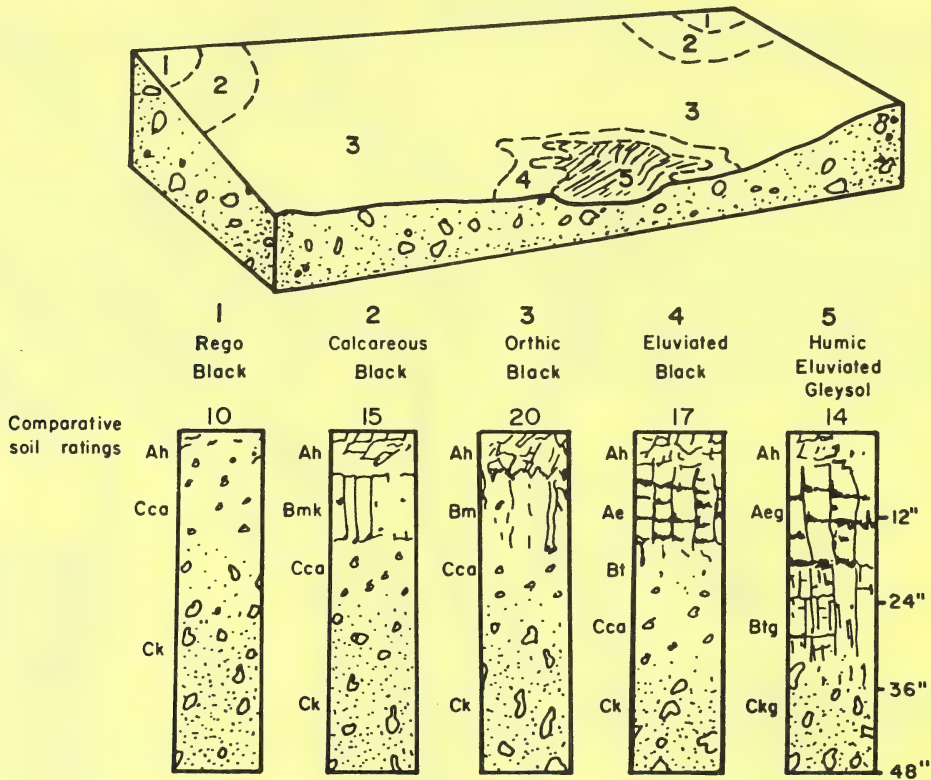 1
2
3
1
2
3
4
5
1
2
3
4
5
Rego
Black
Calcareous
Black
Orthic
Black
Eluviated
Black
Humic
Eluviated
Gleysol
Comparative
soil ratings
10
15
20
17
14
Ah
Cca
Ck
Ah
Bmk
Cca
Ck
Ah
Bm
Cca
Ck
Ah
Ae
Bt
Cca
Ck
Ah
Aeg
Btg
Ckg
12"
24"
36"
48"